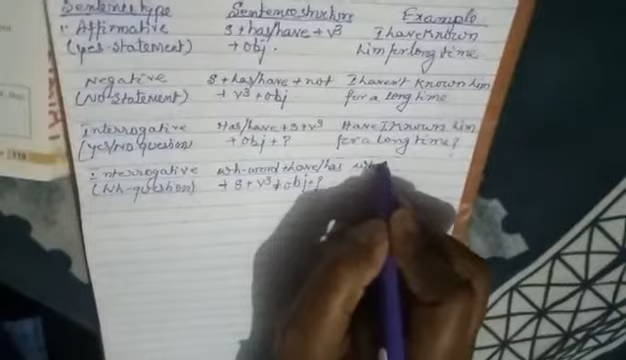 Sentence type Sentence structure Example
Affirmative S + has/have + v3 I have known
(yes-statement) + obj. him for long time
Negative S + has/have + not I haven't known him
(No statement) + v3 + obj for a long time
interrogative Has/have + S + v3 Have I known him
(yes/No question) + obj + ? for a long time?
interrogative wh-word + have/has wh
(Wh-question) + S + v3 + obj + ?